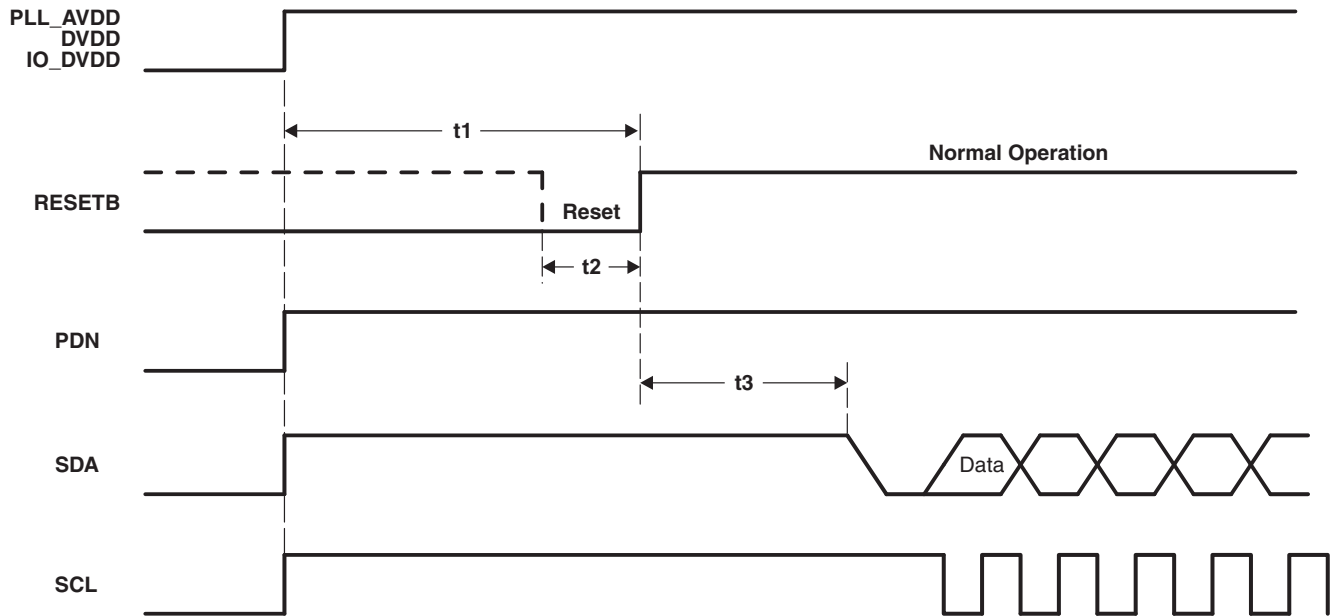 PLL_AVDD
DVDD
IO_DVDD
t1
Normal Operation
RESETB
Reset
t2
PDN
t3
SDA
Data
SCL